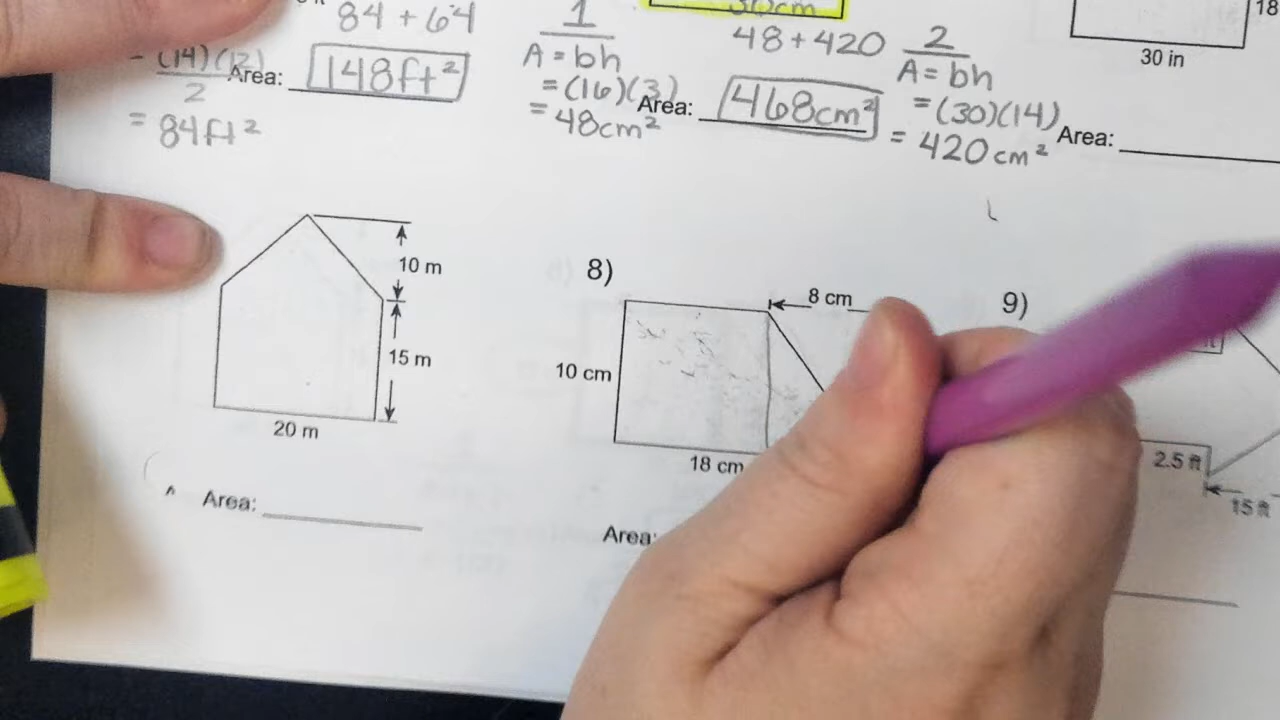 84 + 64
= (14)(12)
2
= 84ft²
Area: 148ft²
1
A = bh
= (16)(3)
= 48cm²
30cm
48 + 420
Area: 468cm²
2
A = bh
= (30)(14)
= 420 cm²
18
30 in
Area:
10 m
15 m
20 m
Area:
8)
8 cm
10 cm
18 cm
Area:
9)
2.5 ft
15 ft